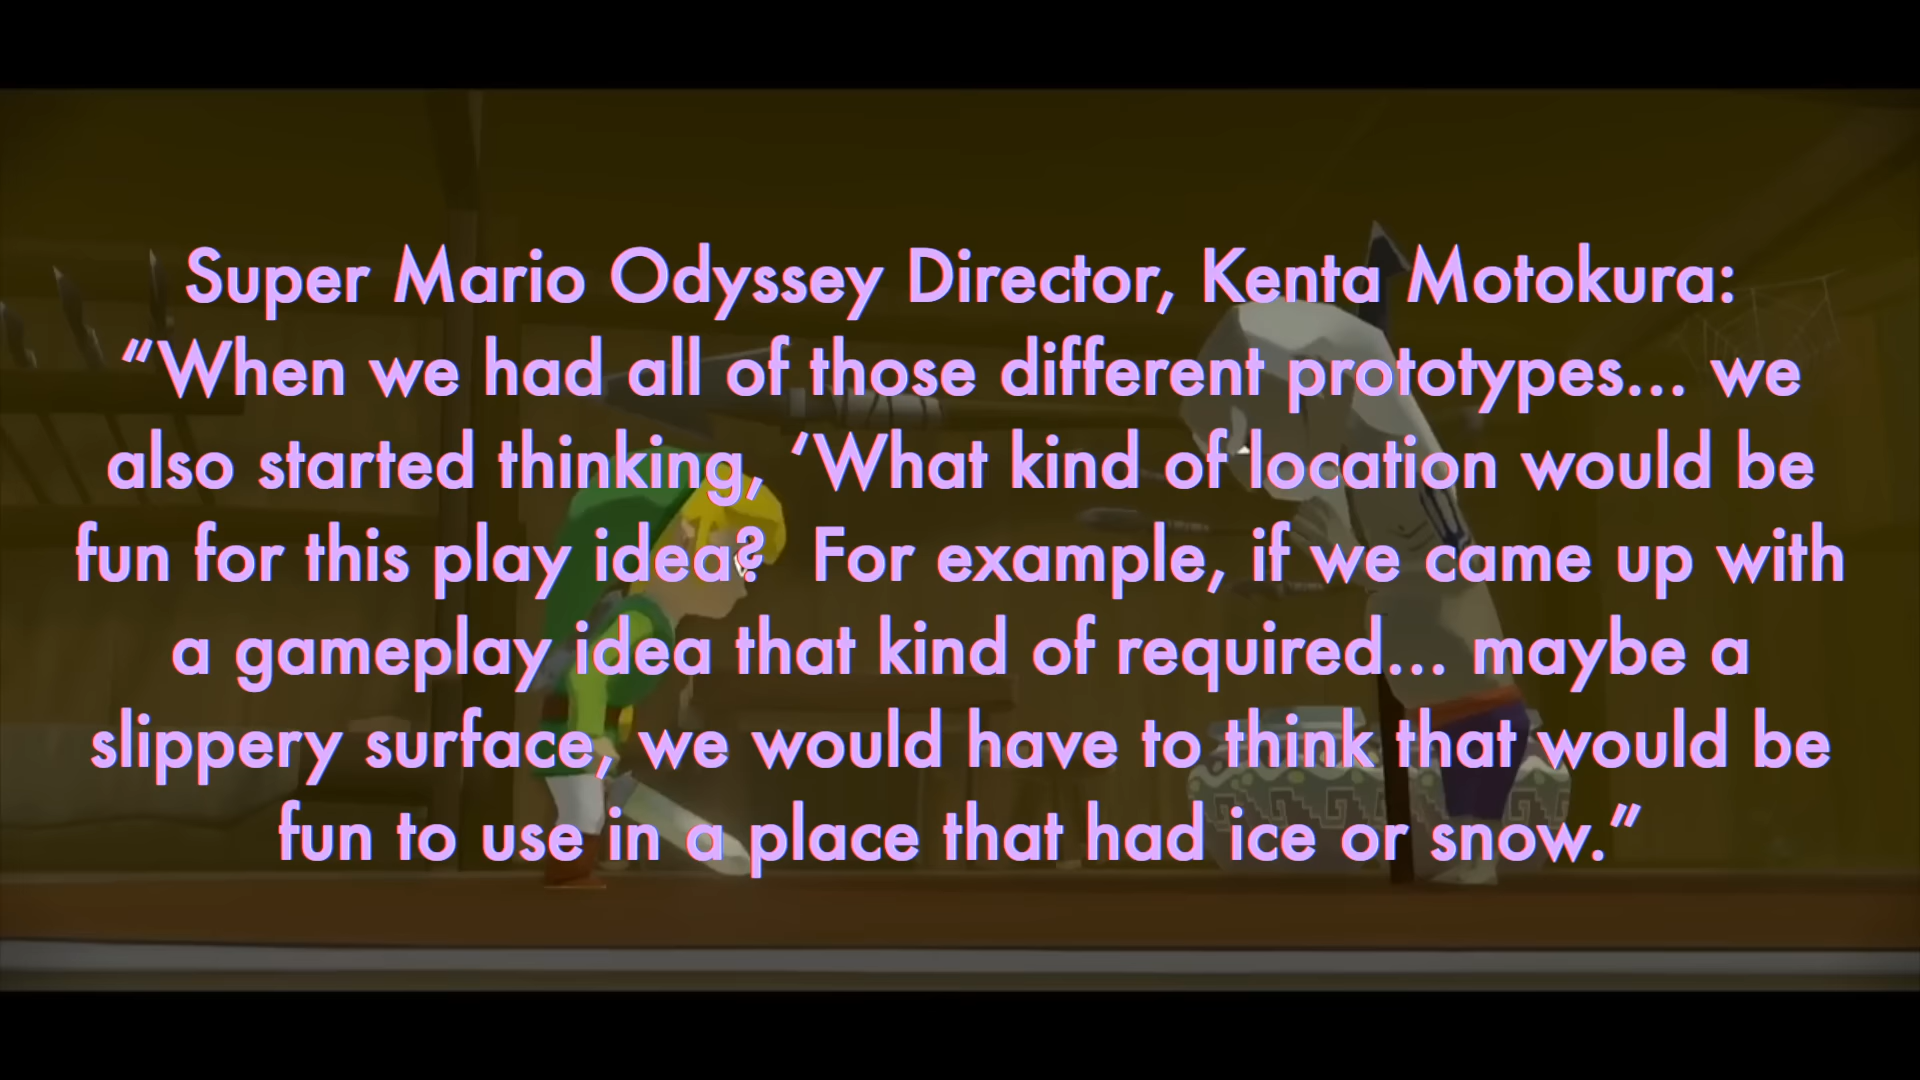 Super Mario Odyssey Director, Kenta Motokura:
“When we had all of those different prototypes... we
also started thinking, ‘What kind of location would be
fun for this play idea?  For example, if we came up with
a gameplay idea that kind of required... maybe a
slippery surface, we would have to think that would be
fun to use in a place that had ice or snow.”